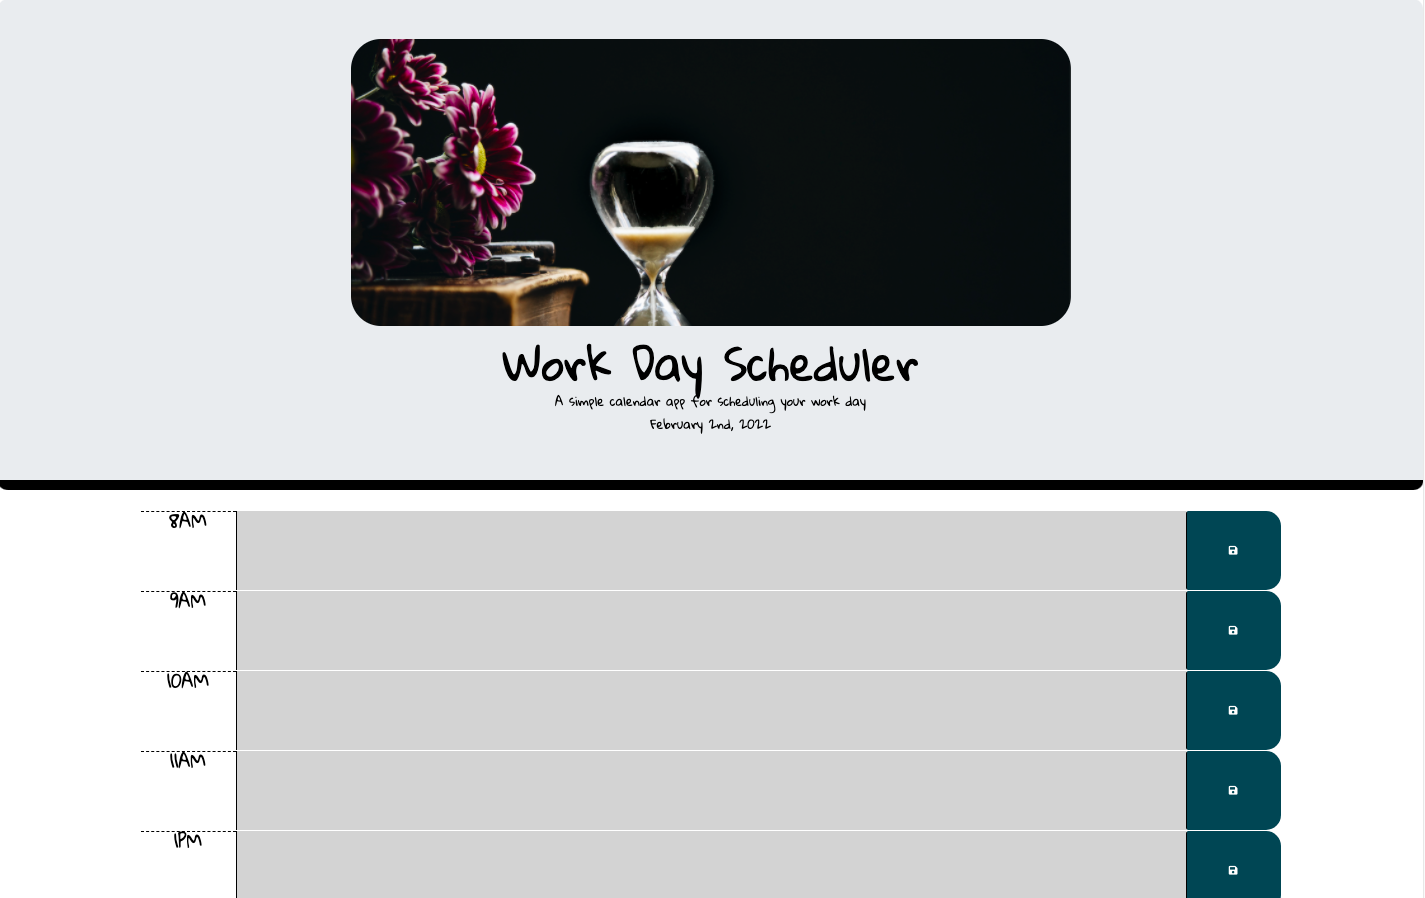 Work Day Scheduler
A simple calendar app for scheduling your work day
February 2nd, 2022
8AM
9AM
10AM
11AM
1PM